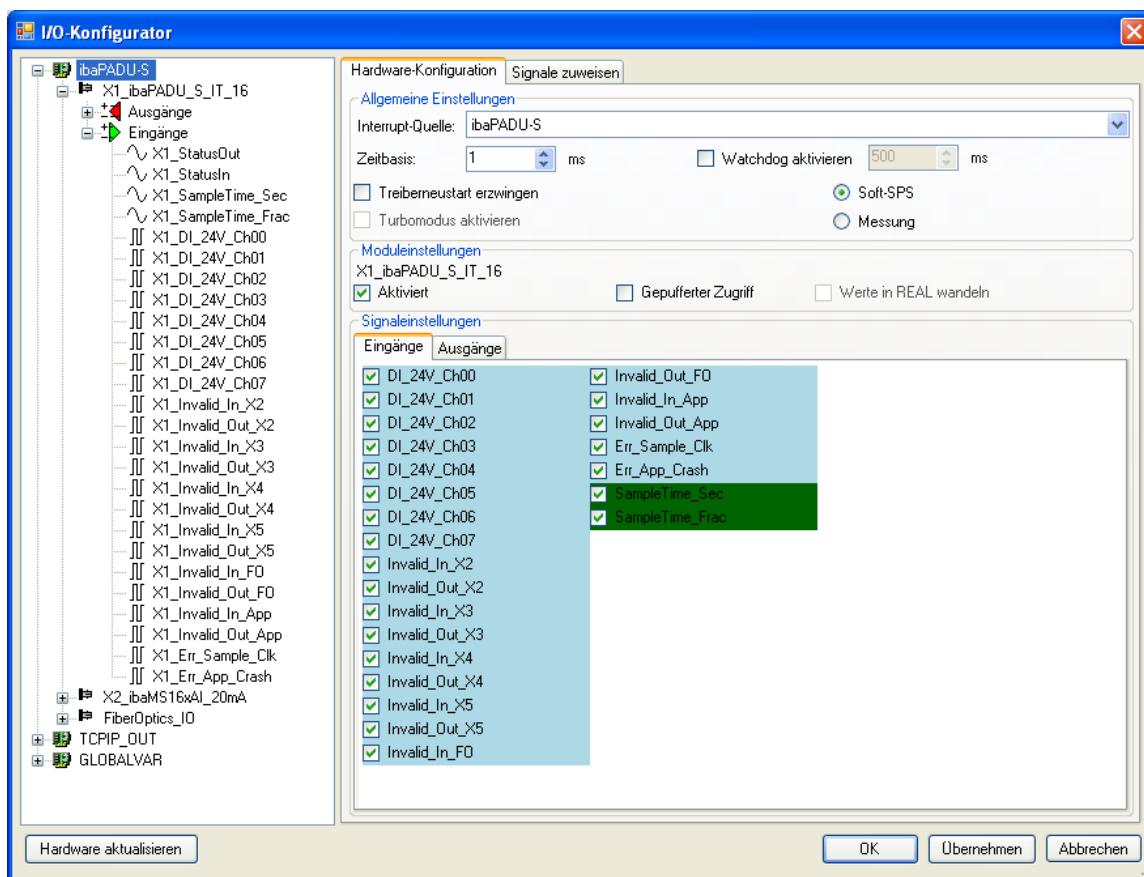 I/O-Konfigurator
ibaPADU-S
X1_ibaPADU_S_IT_16
Ausgänge
Eingänge
X1_StatusOut
X1_StatusIn
X1_SampleTime_Sec
X1_SampleTime_Frac
X1_DI_24V_Ch00
X1_DI_24V_Ch01
X1_DI_24V_Ch02
X1_DI_24V_Ch03
X1_DI_24V_Ch04
X1_DI_24V_Ch05
X1_DI_24V_Ch06
X1_DI_24V_Ch07
X1_Invalid_In_X2
X1_Invalid_Out_X2
X1_Invalid_In_X3
X1_Invalid_Out_X3
X1_Invalid_In_X4
X1_Invalid_Out_X4
X1_Invalid_In_X5
X1_Invalid_Out_X5
X1_Invalid_In_FO
X1_Invalid_Out_FO
X1_Invalid_In_App
X1_Invalid_Out_App
X1_Err_Sample_Clk
X1_Err_App_Crash
X2_ibaMS16xAI_20mA
FiberOptics_IO
TCPIP_OUT
GLOBALVAR
Hardware-Konfiguration Signale zuweisen
Allgemeine Einstellungen
Interrupt-Quelle: ibaPADU-S
Zeitbasis: 1 ms Watchdog aktivieren 500 ms
Treiberneustart erzwingen Soft-SPS
Turbomodus aktivieren Messung
Moduleinstellungen
X1_ibaPADU_S_IT_16
Aktiviert Gepufferter Zugriff Werte in REAL wandeln
Signaleinstellungen
Eingänge Ausgänge
DI_24V_Ch00
DI_24V_Ch01
DI_24V_Ch02
DI_24V_Ch03
DI_24V_Ch04
DI_24V_Ch05
DI_24V_Ch06
DI_24V_Ch07
Invalid_In_X2
Invalid_Out_X2
Invalid_In_X3
Invalid_Out_X3
Invalid_In_X4
Invalid_Out_X4
Invalid_In_X5
Invalid_Out_X5
Invalid_In_FO
Invalid_Out_FO
Invalid_In_App
Invalid_Out_App
Err_Sample_Clk
Err_App_Crash
SampleTime_Sec
SampleTime_Frac
Hardware aktualisieren OK Übernehmen Abbrechen